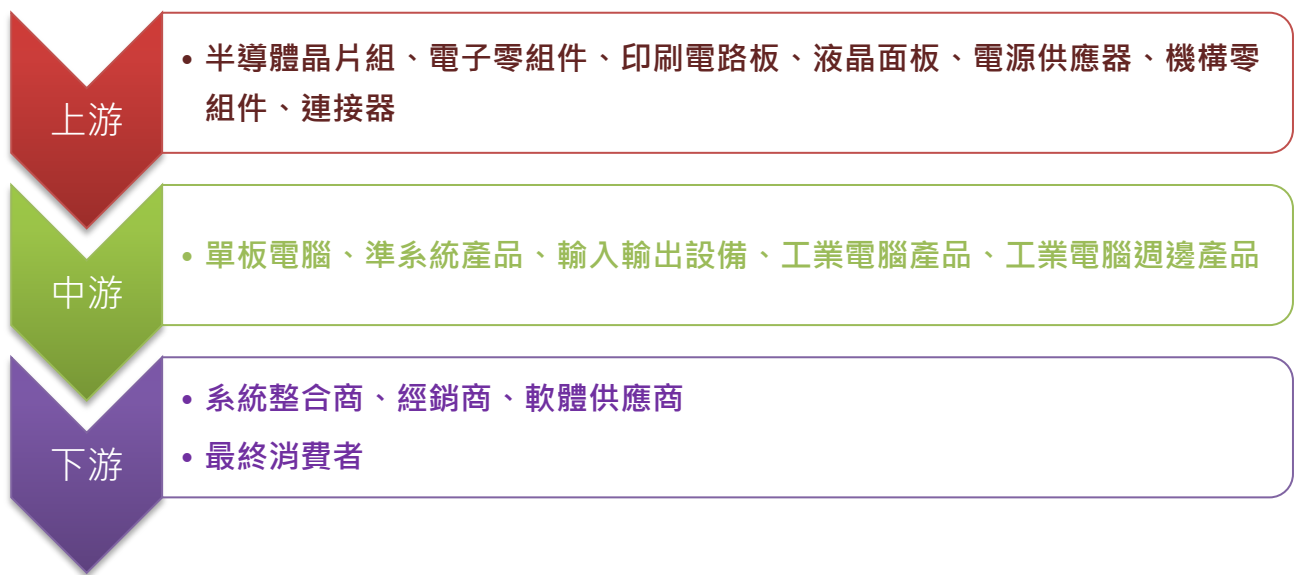 上游
• 半導體晶片組、電子零組件、印刷電路板、液晶面板、電源供應器、機構零
組件、連接器
中游
• 單板電腦、準系統產品、輸入輸出設備、工業電腦產品、工業電腦週邊產品
下游
• 系統整合商、經銷商、軟體供應商
• 最終消費者